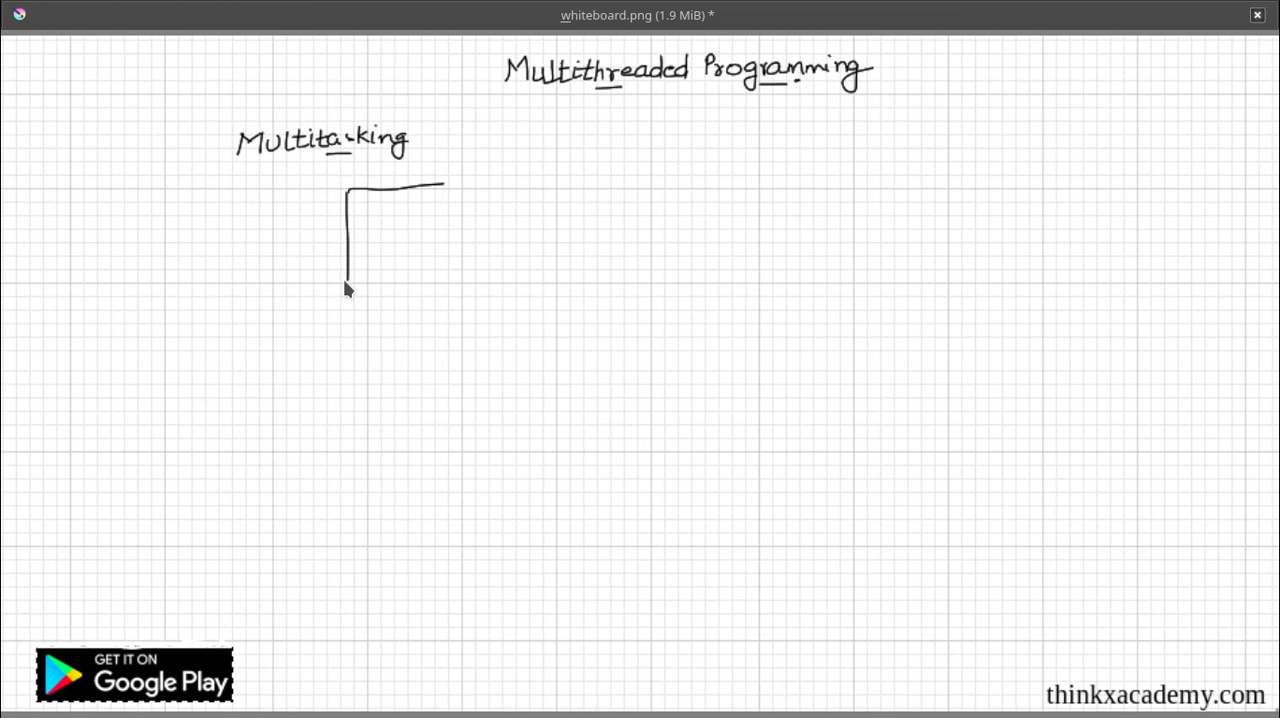 whiteboard.png (1.9 MiB) *
Multithreaded Programming
Multitasking
GET IT ON
Google Play
thinkxacademy.com